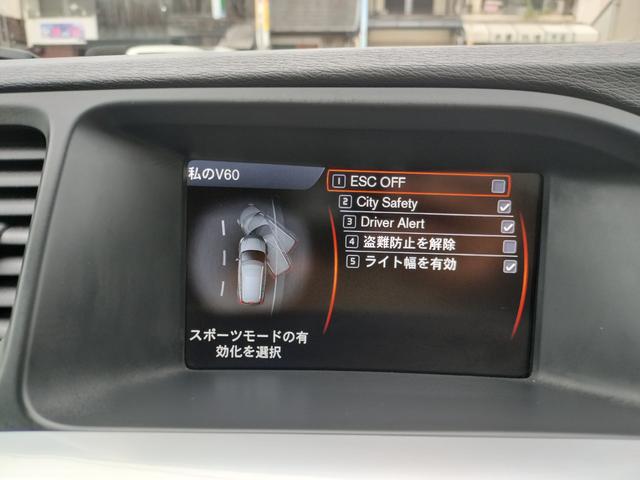 私のV60
1 ESC OFF
2 City Safety
3 Driver Alert
4 盗難防止を解除
5 ライト幅を有効
スポーツモードの有
効化を選択